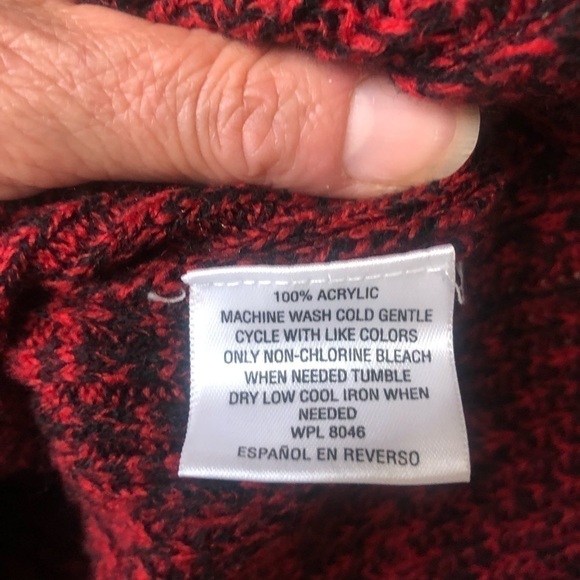 100% ACRYLIC
MACHINE WASH COLD GENTLE
CYCLE WITH LIKE COLORS
ONLY NON-CHLORINE BLEACH
WHEN NEEDED TUMBLE
DRY LOW COOL IRON WHEN
NEEDED
WPL 8046
ESPAÑOL EN REVERSO